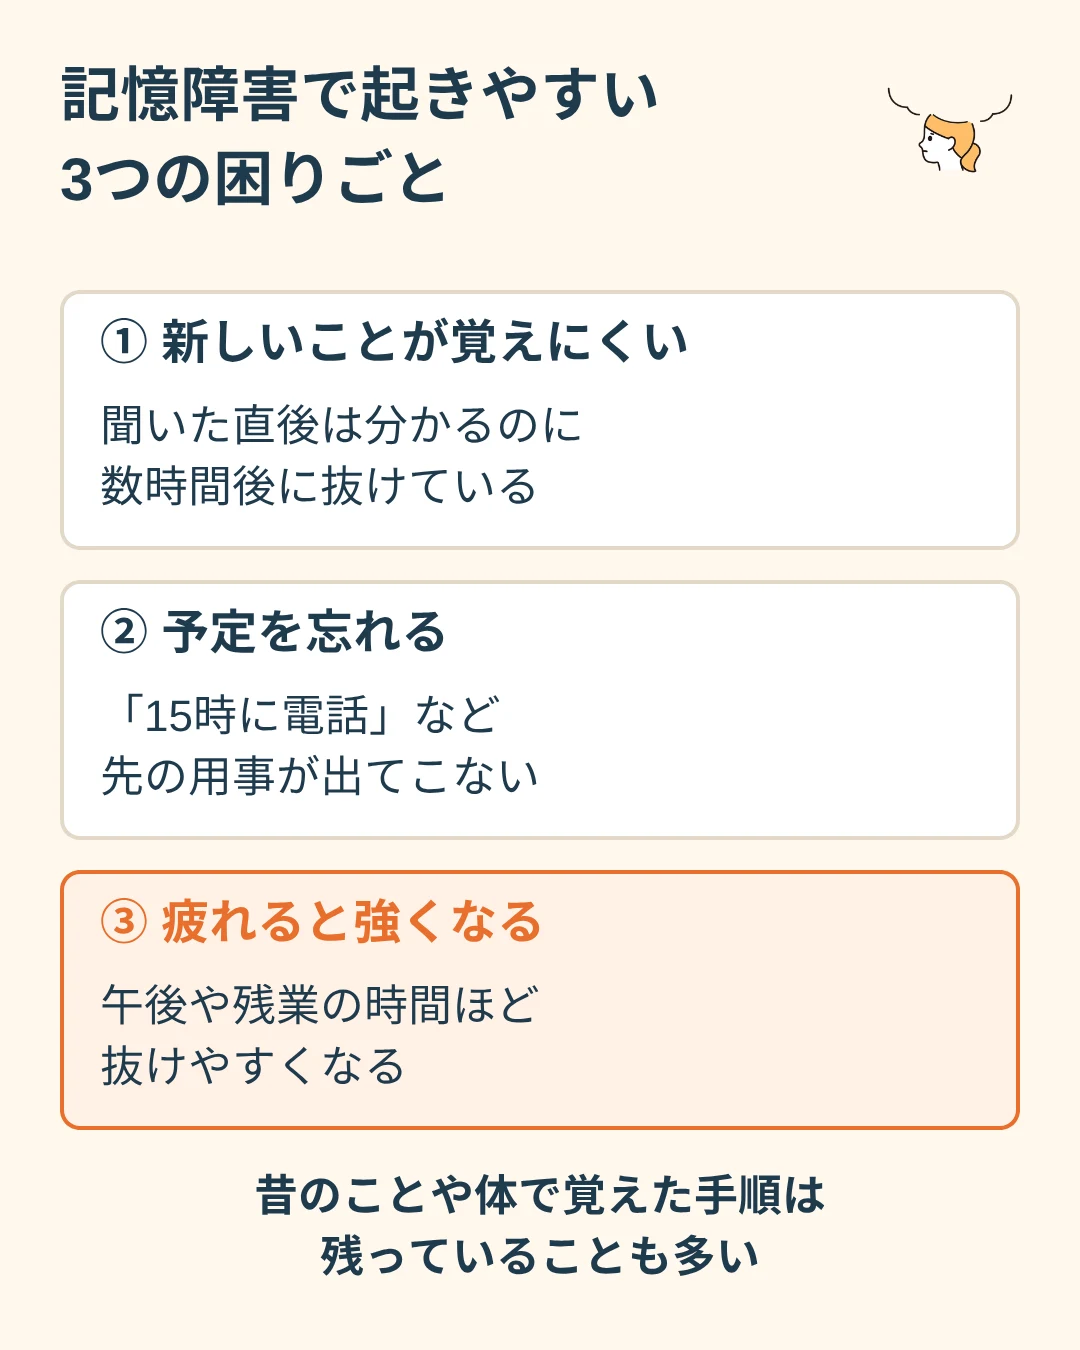 記憶障害で起きやすい
3つの困りごと
① 新しいことが覚えにくい
聞いた直後は分かるのに
数時間後に抜けている
② 予定を忘れる
「15時に電話」など
先の用事が出てこない
③ 疲れると強くなる
午後や残業の時間ほど
抜けやすくなる
昔のことや体で覚えた手順は
残っていることも多い